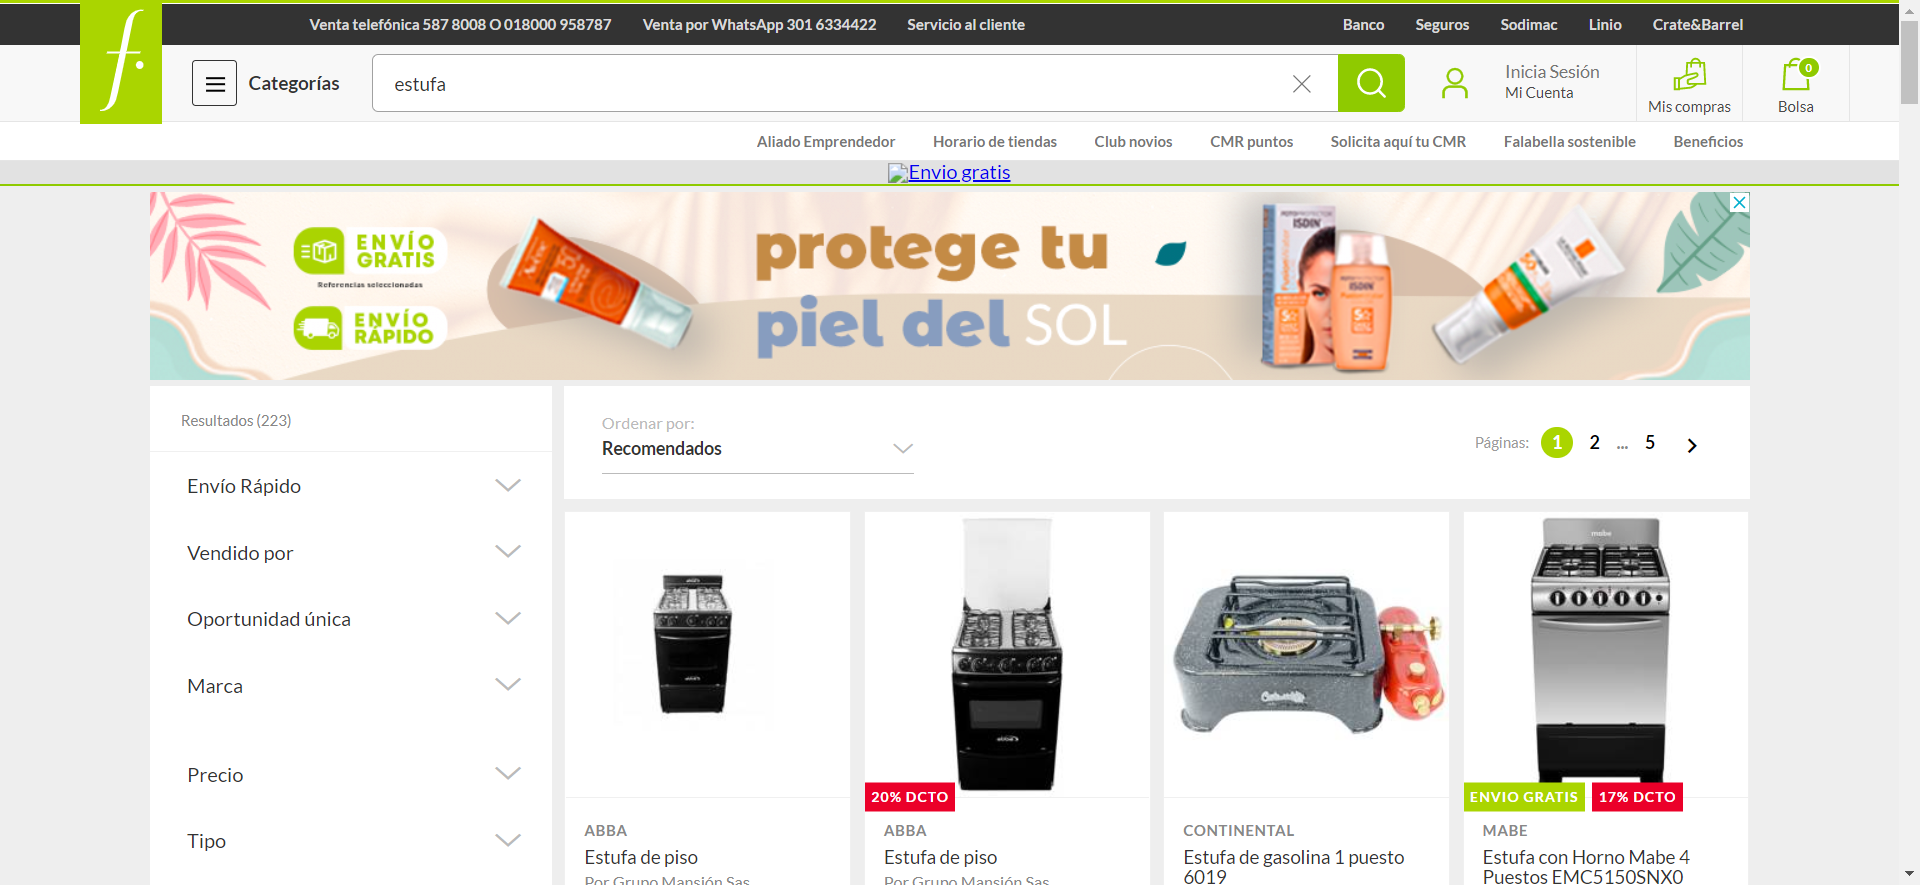 Venta telefónica 587 8008 O 018000 958787
Venta por WhatsApp 301 6334422
Servicio al cliente
Banco
Seguros
Sodimac
Linio
Crate&Barrel
f.
Categorías
estufa
Inicia Sesión
Mi Cuenta
Mis compras
0
Bolsa
Aliado Emprendedor
Horario de tiendas
Club novios
CMR puntos
Solicita aquí tu CMR
Falabella sostenible
Beneficios
Envio gratis
ENVÍO
GRATIS
Referencias seleccionadas
ENVÍO
RÁPIDO
protege tu
piel del SOL
ISDIN
ISDIN
Resultados (223)
Envío Rápido
Vendido por
Oportunidad única
Marca
Precio
Tipo
Ordenar por:
Recomendados
Páginas:
1
2
...
5
ABBA
Estufa de piso
Por Grupo Mansión Sas
20% DCTO
ABBA
Estufa de piso
Por Grupo Mansión Sas
CONTINENTAL
Estufa de gasolina 1 puesto
6019
mabe
ENVIO GRATIS
17% DCTO
MABE
Estufa con Horno Mabe 4
Puestos EMC5150SNX0